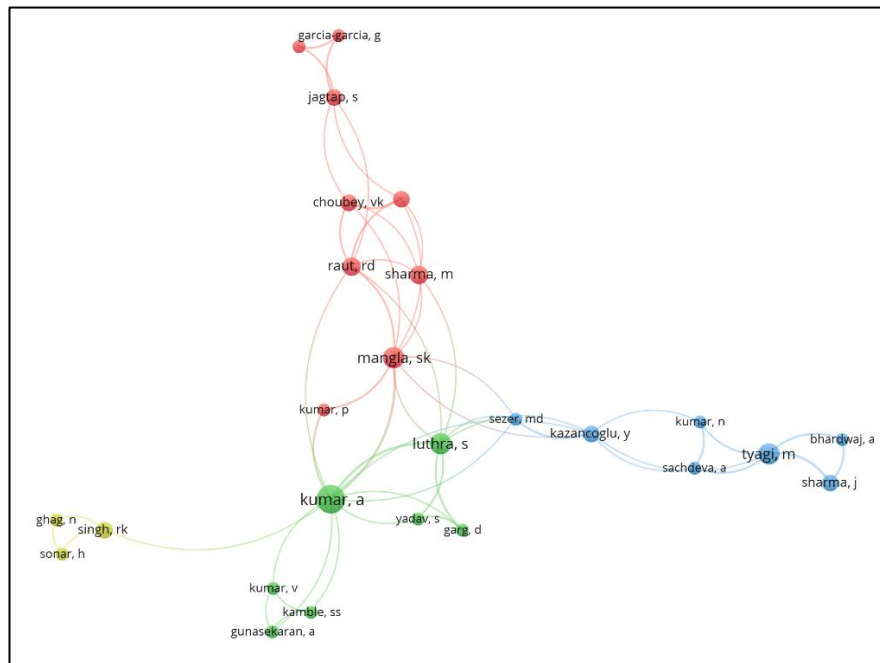 garcia-garcia, g
jagtap, s
choubey, vk
raut, rd
sharma, m
mangla, sk
kumar, p
sezer, md
kumar, n
kazancoglu, y
bhardwaj, a
luthra, s
tyagi, m
sachdeva, a
sharma, j
kumar, a
ghag, n
yadav, s
singh, rk
garg, d
sonar, h
kumar, v
kamble, ss
gunasekaran, a